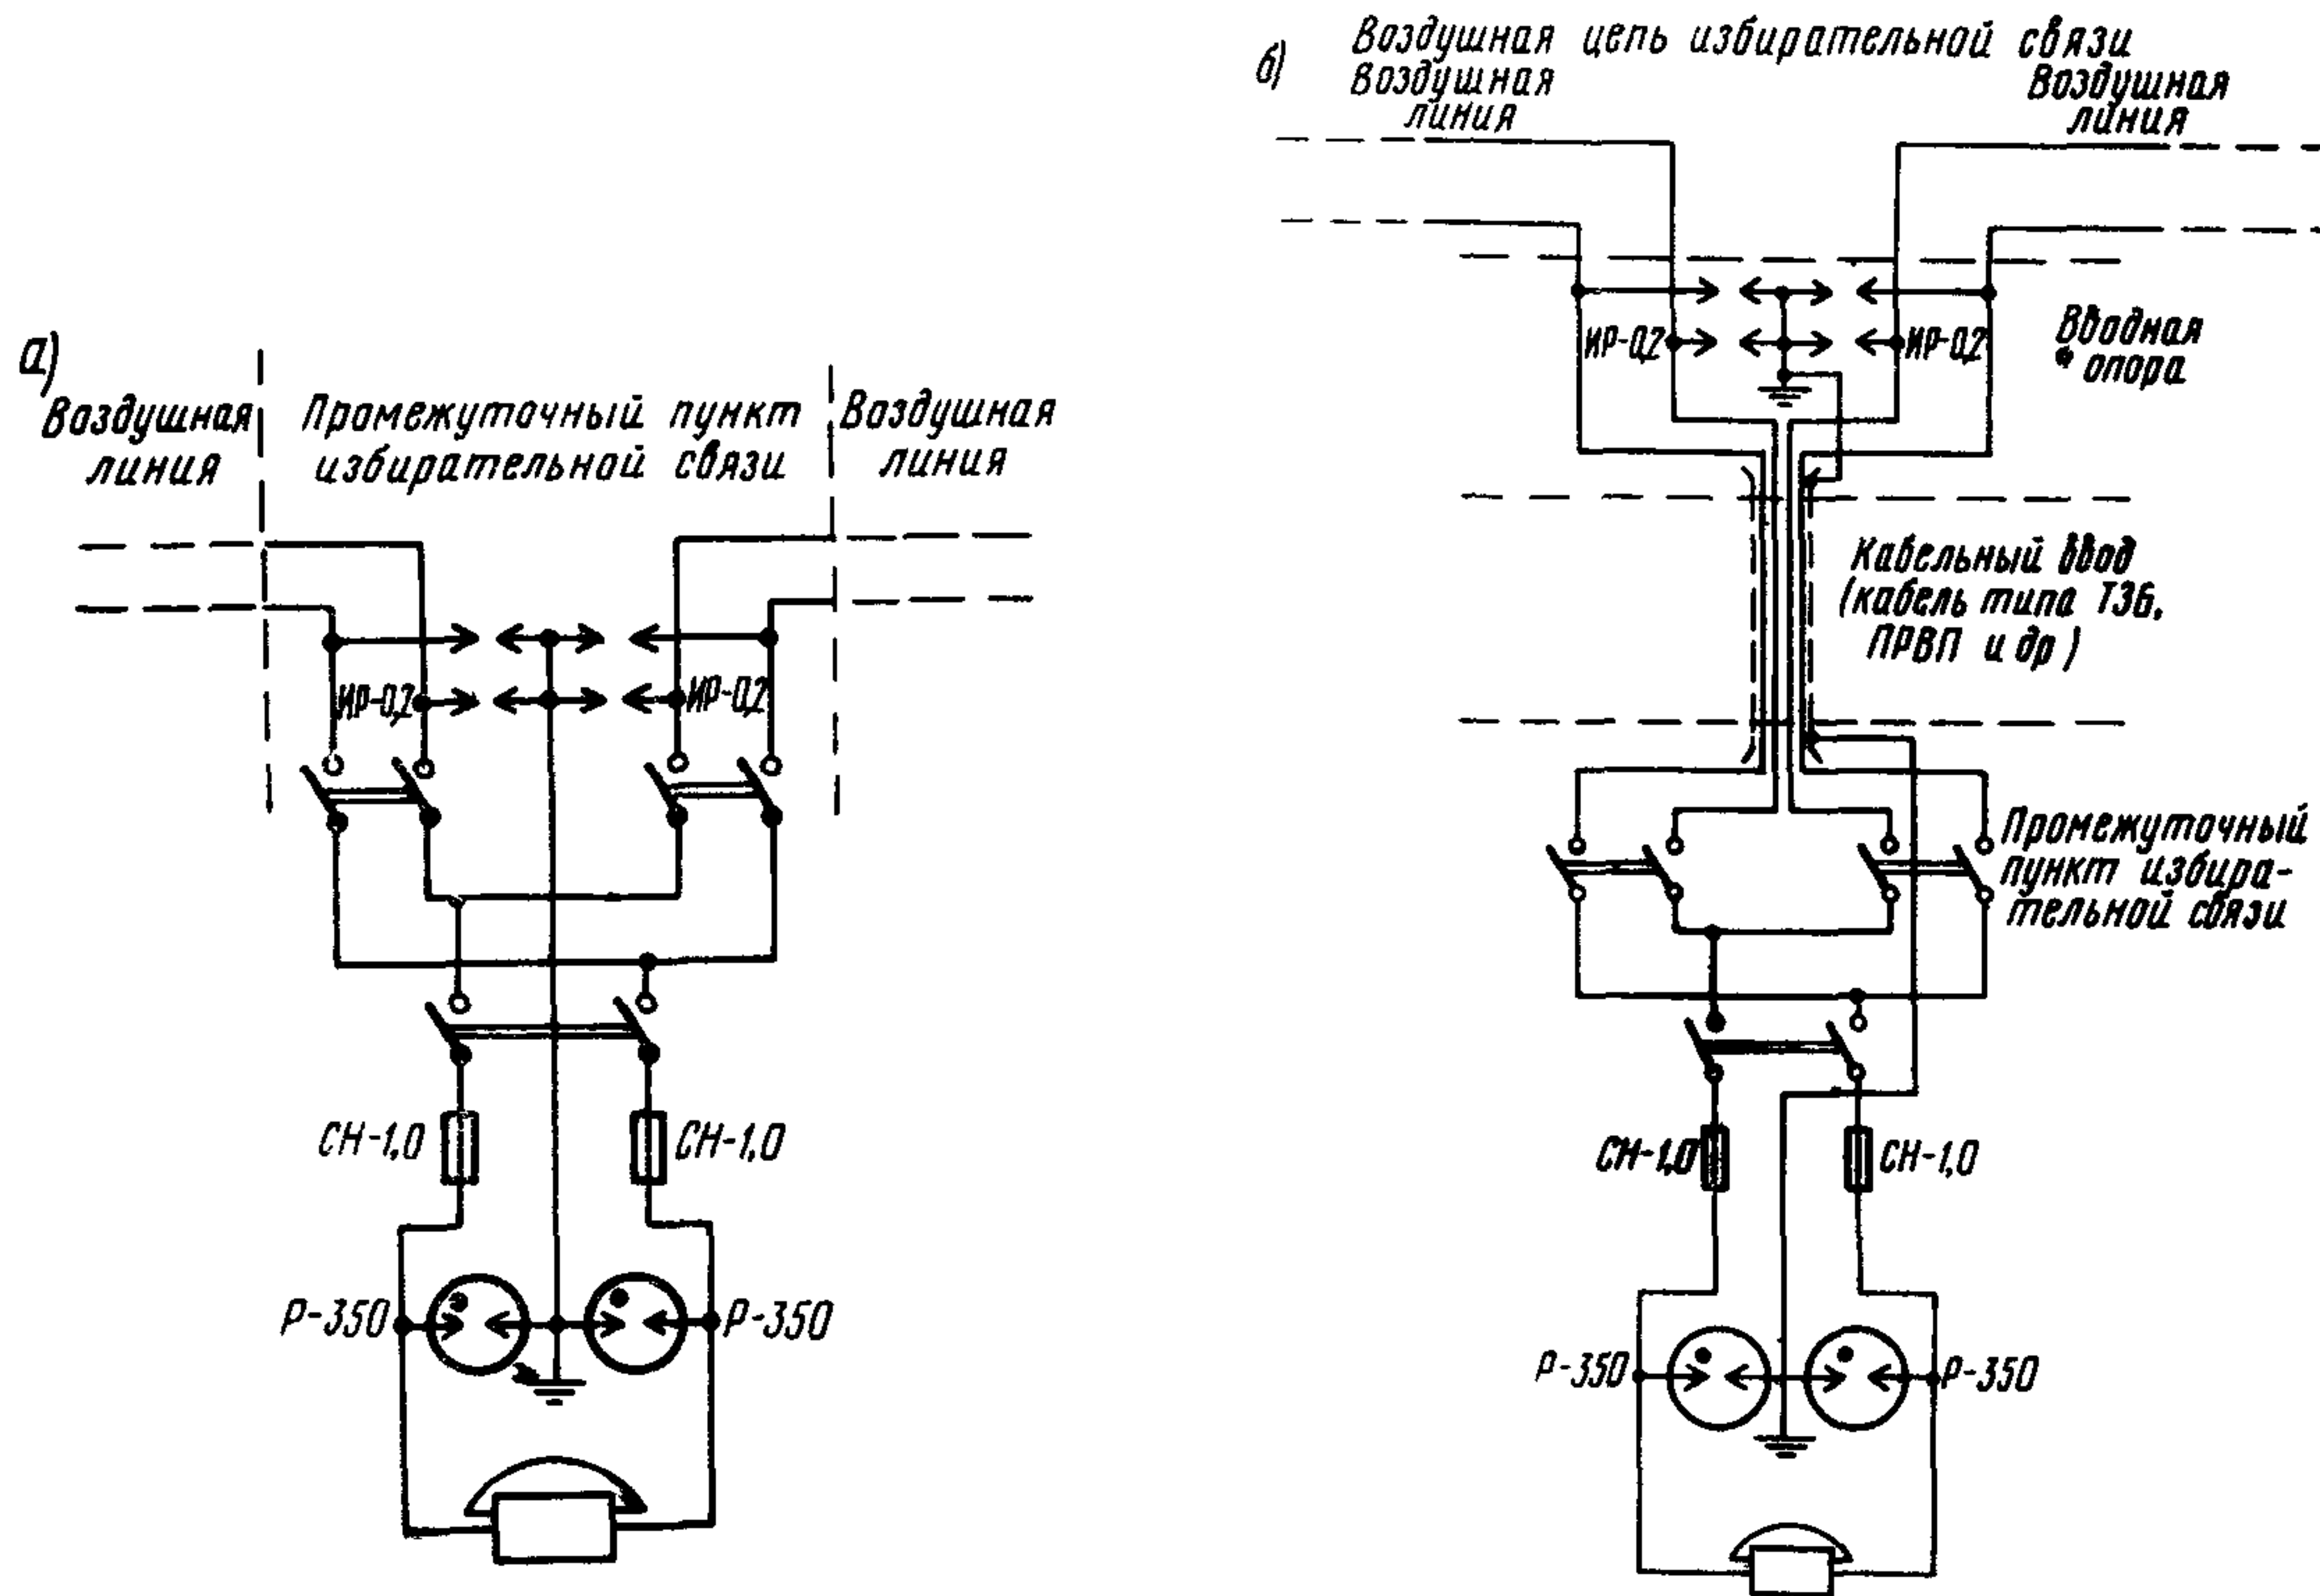 а)
Воздушная
линия
Промежуточный пункт
избирательной связи
Воздушная
линия
ИР-0,2
ИР-0,2
СН-1,0
СН-1,0
Р-350
Р-350
б)
Воздушная цепь избирательной связи
Воздушная
линия
Воздушная
линия
ИР-0,2
ИР-0,2
Вводная
опора
Кабельный ввод
(кабель типа ТЗБ,
ПРВП и др)
Промежуточный
пункт избира-
тельной связи
СН-1,0
СН-1,0
Р-350
Р-350